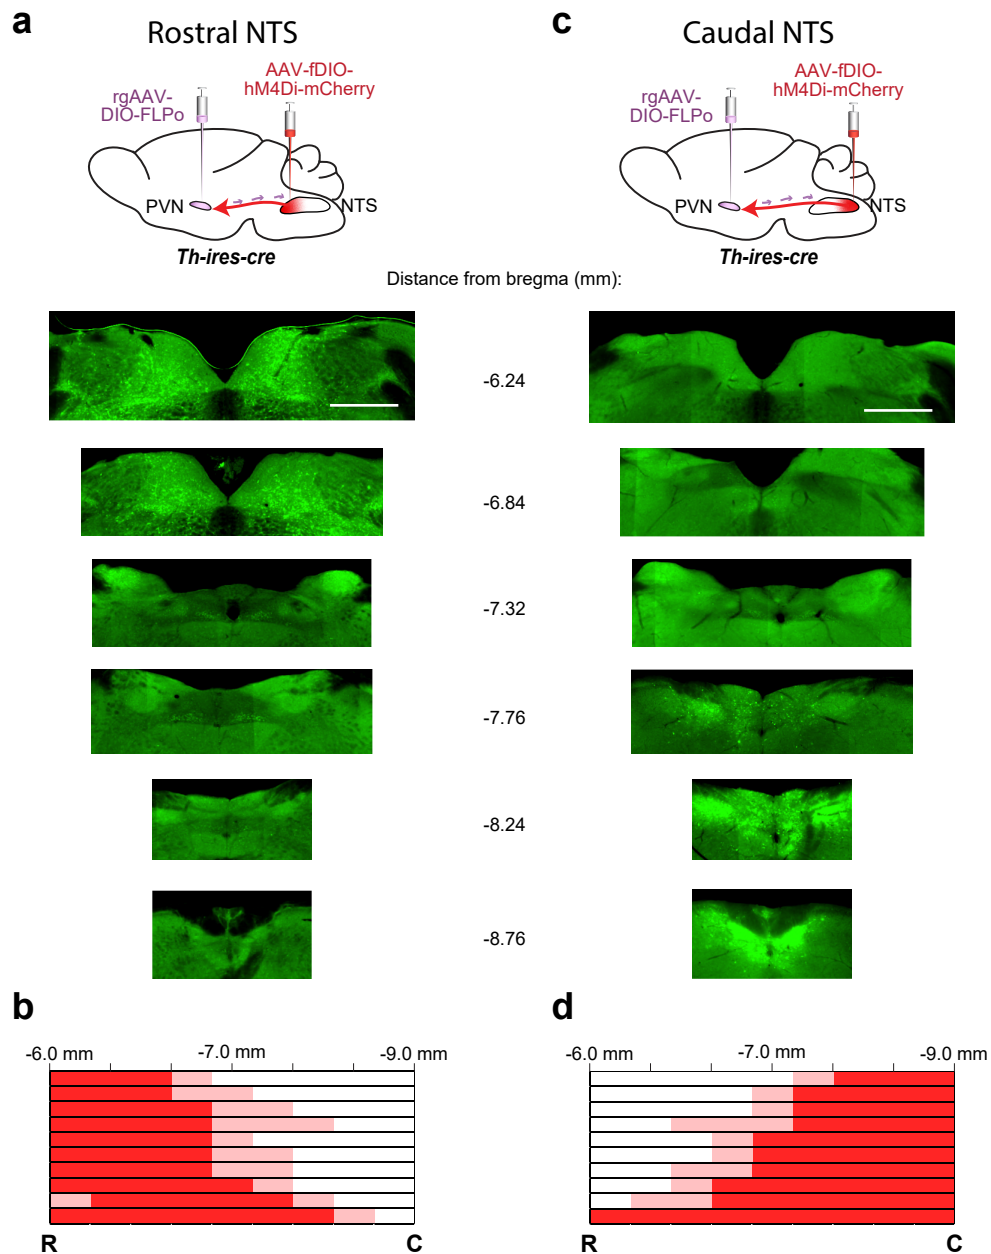 a
Rostral NTS
AAV-fDIO-
hM4Di-mCherry
rgAAV-
DIO-FLPo
PVN
NTS
Th-ires-cre
c
Caudal NTS
AAV-fDIO-
hM4Di-mCherry
rgAAV-
DIO-FLPo
PVN
NTS
Th-ires-cre
Distance from bregma (mm):
-6.24
-6.84
-7.32
-7.76
-8.24
-8.76
b
-6.0 mm -7.0 mm -9.0 mm
R C
d
-6.0 mm -7.0 mm -9.0 mm
R C